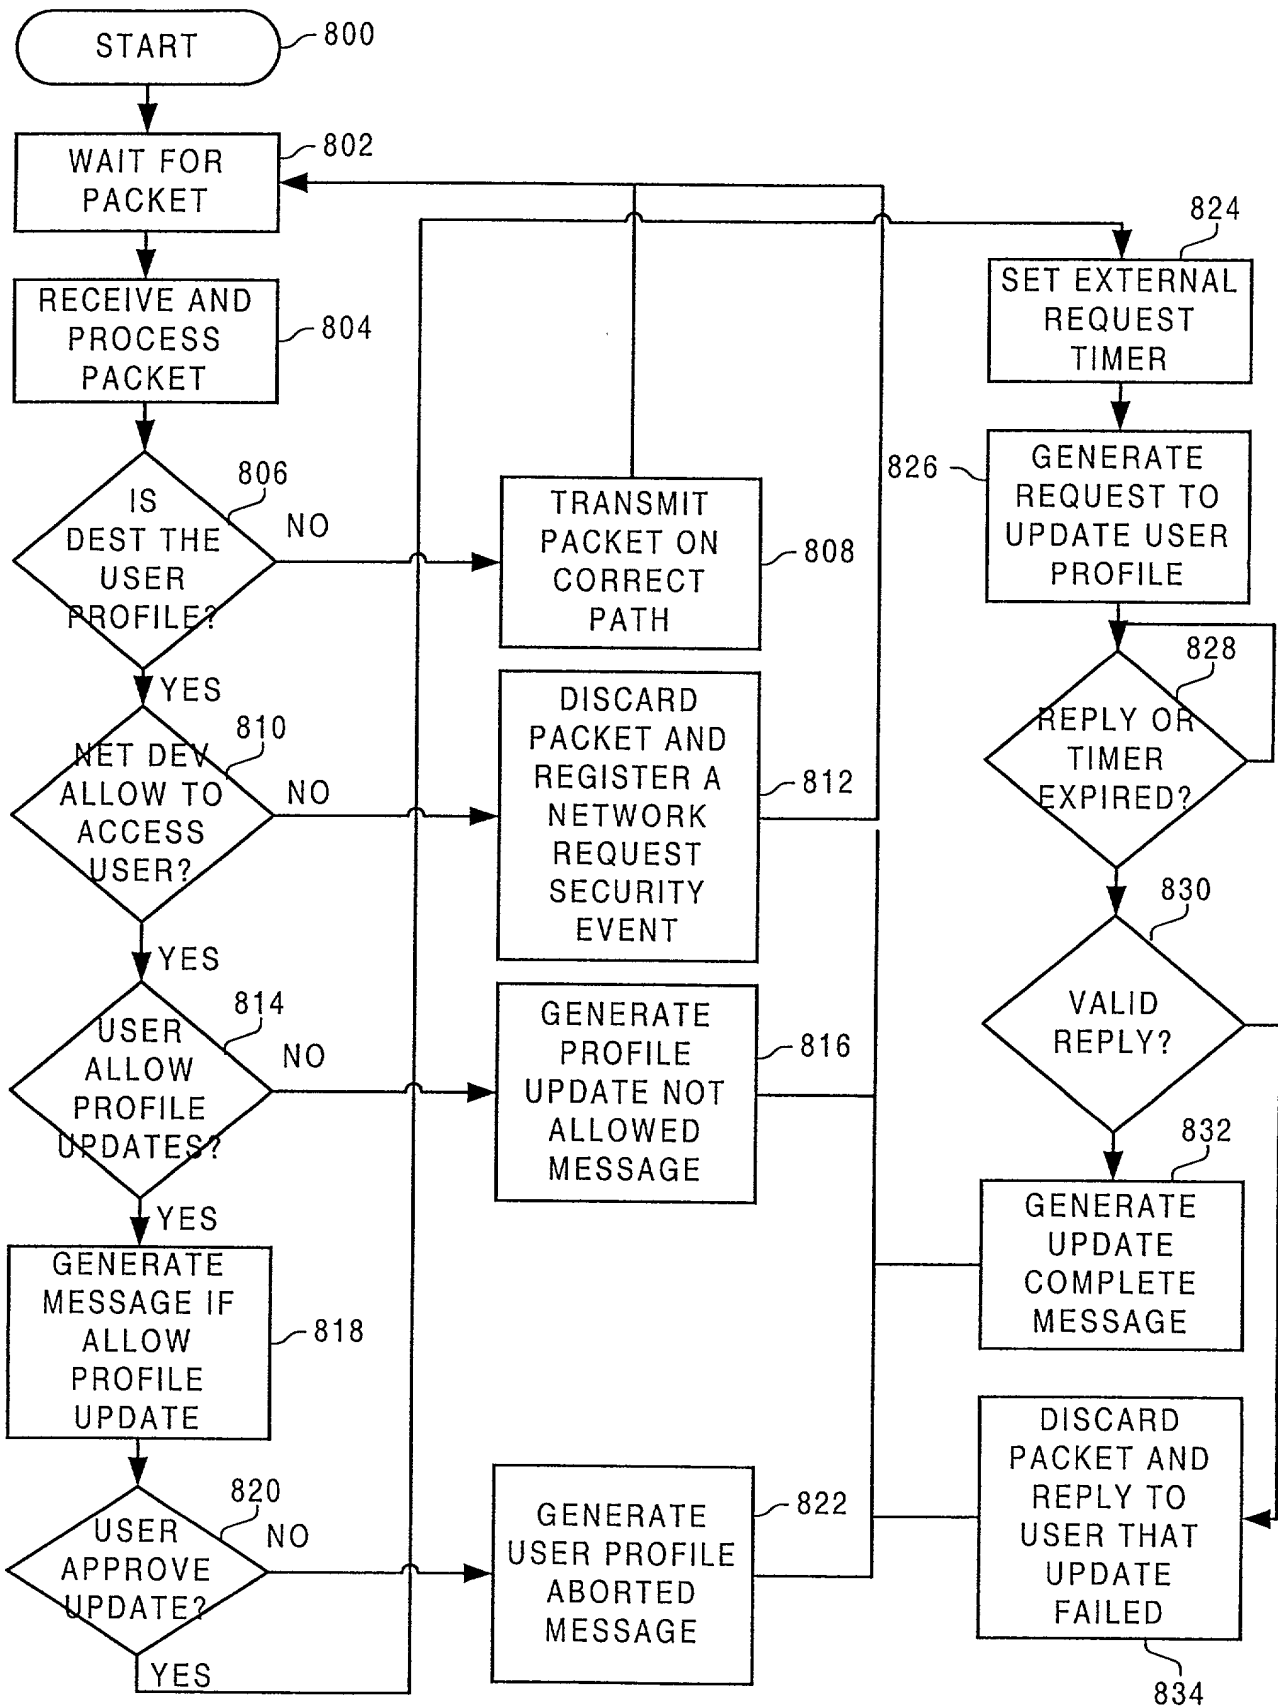 START
800
WAIT FOR
PACKET
802
RECEIVE AND
PROCESS
PACKET
804
IS
DEST THE
USER
PROFILE?
806
NO
YES
TRANSMIT
PACKET ON
CORRECT
PATH
808
NET DEV
ALLOW TO
ACCESS
USER?
810
NO
YES
DISCARD
PACKET AND
REGISTER A
NETWORK
REQUEST
SECURITY
EVENT
812
USER
ALLOW
PROFILE
UPDATES?
814
NO
YES
GENERATE
PROFILE
UPDATE NOT
ALLOWED
MESSAGE
816
GENERATE
MESSAGE IF
ALLOW
PROFILE
UPDATE
818
USER
APPROVE
UPDATE?
820
NO
YES
GENERATE
USER PROFILE
ABORTED
MESSAGE
822
824
SET EXTERNAL
REQUEST
TIMER
826
GENERATE
REQUEST TO
UPDATE USER
PROFILE
828
REPLY OR
TIMER
EXPIRED?
830
VALID
REPLY?
832
GENERATE
UPDATE
COMPLETE
MESSAGE
DISCARD
PACKET AND
REPLY TO
USER THAT
UPDATE
FAILED
834